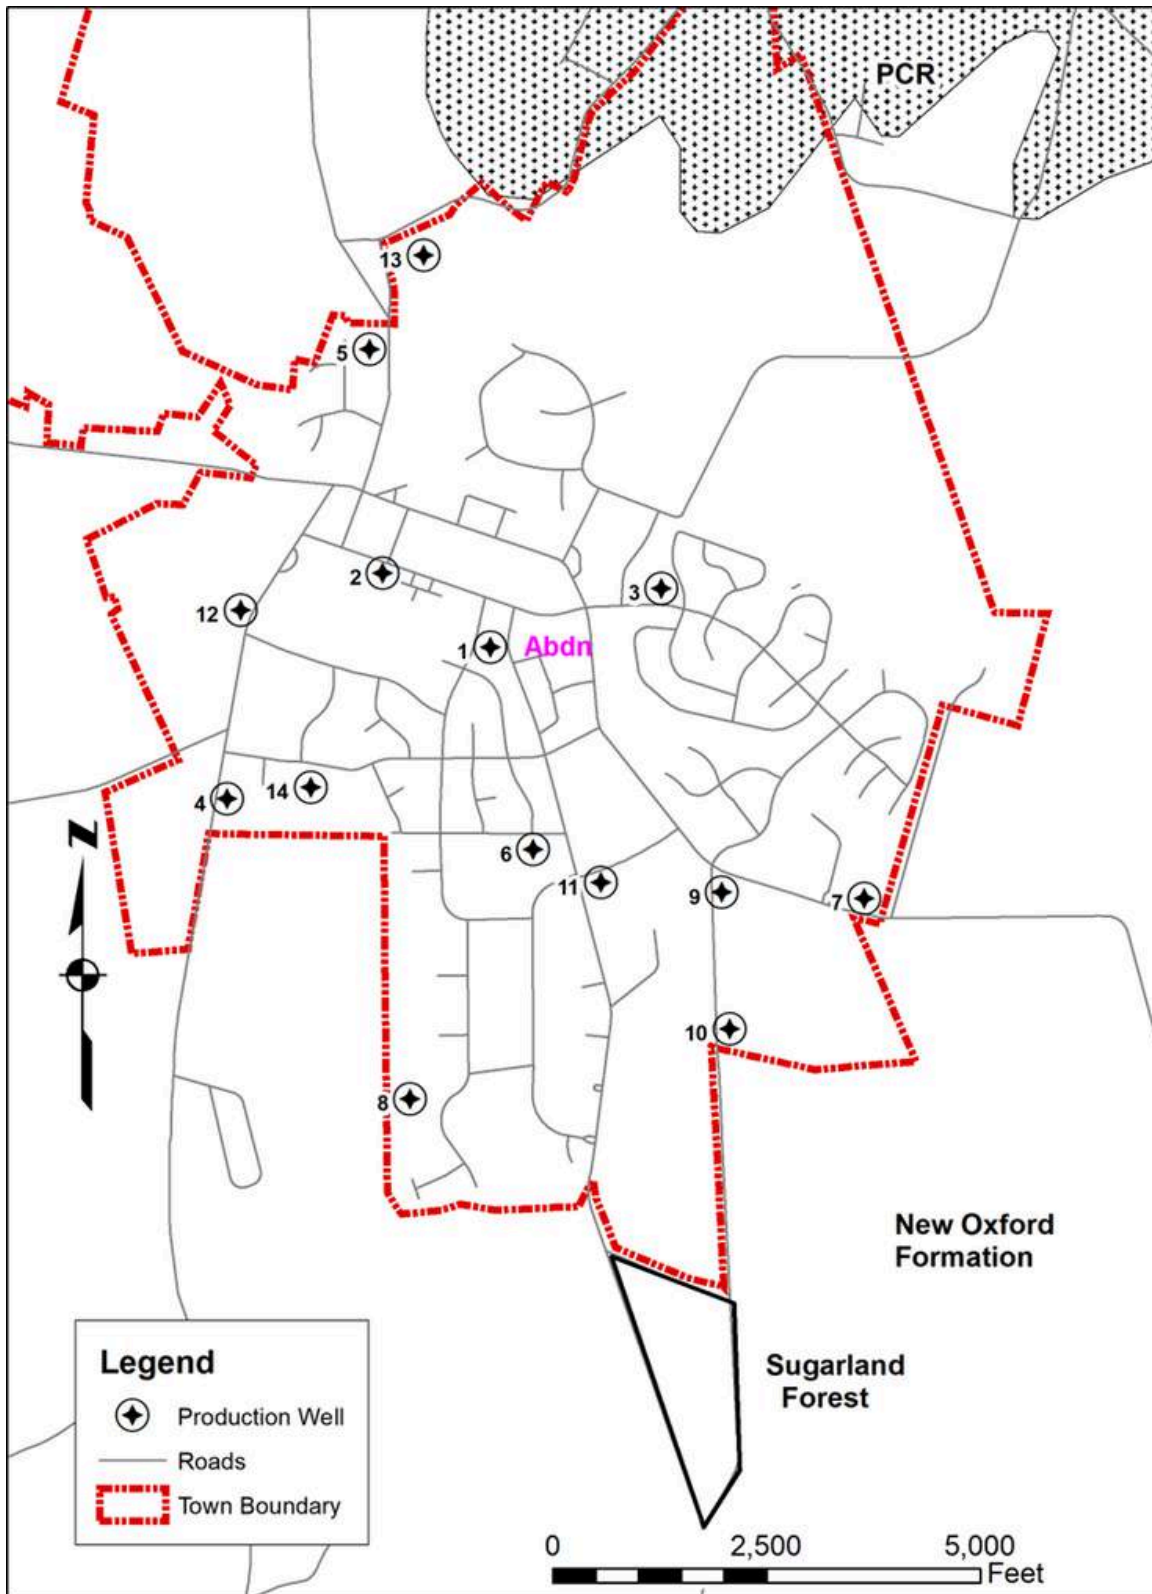 PCR
13
5
2
3
12
1
Abdn
14
4
6
11
9
7
10
8
N
New Oxford
Formation
Sugarland
Forest
Legend
Production Well
Roads
Town Boundary
0 2,500 5,000
Feet